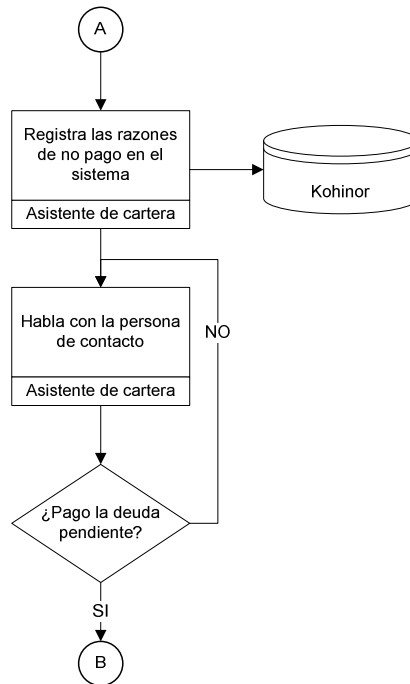 A
Registra las razones
de no pago en el
sistema
Asistente de cartera
Kohinor
Habla con la persona
de contacto
Asistente de cartera
NO
¿Pago la deuda
pendiente?
SI
B